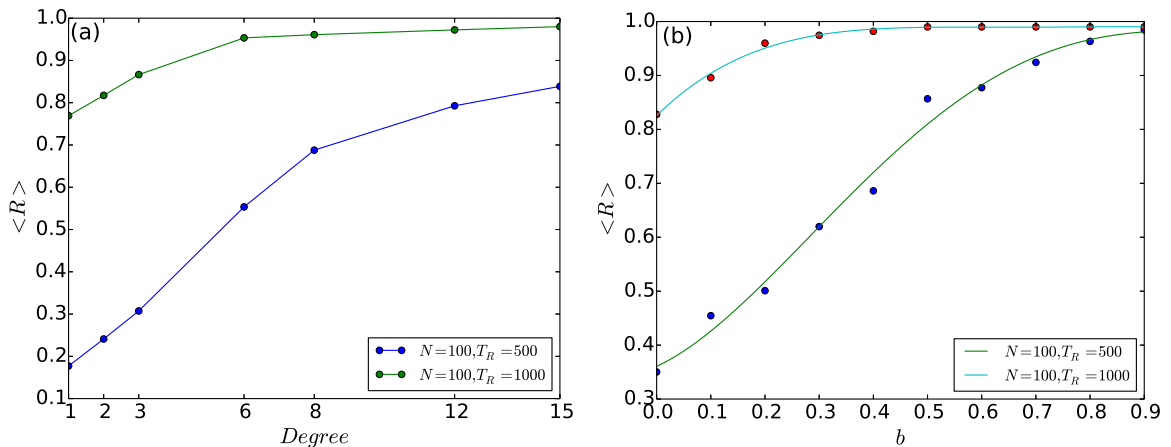 (a)
1.0
0.9
0.8
0.7
0.6
0.5
0.4
0.3
0.2
0.1
<R>
1 2 3 6 8 12 15
Degree
N=100,T_R=500
N=100,T_R=1000
(b)
1.0
0.9
0.8
0.7
0.6
0.5
0.4
0.3
<R>
0.0 0.1 0.2 0.3 0.4 0.5 0.6 0.7 0.8 0.9
b
N=100,T_R=500
N=100,T_R=1000